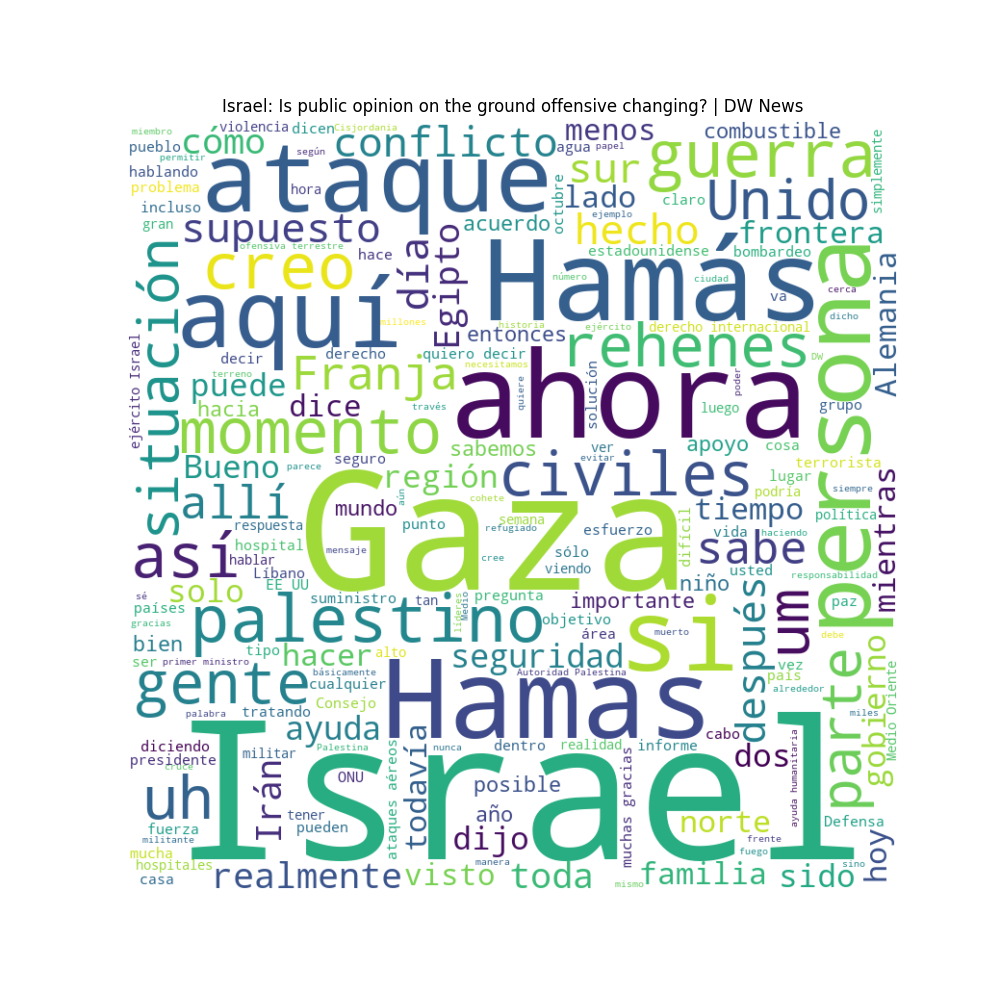 Israel: Is public opinion on the ground offensive changing? | DW News
miembro
violencia
dicen
Cisjordania
menos
combustible
pueblo
cómo
conflicto
agua
papel
permitir
según
guerra
simplemente
hablando
ataque
sur
problema
hora
lado
claro
Unido
incluso
octubre
gran
supuesto
acuerdo
ejemplo
hecho
frontera
ofensiva terrestre
hace
estadounidense
bombardeo
creo
día
Egipto
Hamás
persona
Alemania
situación
número
ciudad
va
cerca
aquí
millones
historia
ejército
derecho internacional
dicho
entonces
rehenes
ejército Israel
decir
derecho
quiero decir
necesitamos
DW
terreno
Franja
ahora
solución
poder
puede
quiere
hacia
dice
través
luego
grupo
momento
sabemos
ver
apoyo
cosa
evitar
Bueno
parece
seguro
región
civiles
seguridad
terrorista
lugar
siempre
mientras
allí
mundo
aún
cohete
podría
tiempo
política
respuesta
punto
semana
refugiado
esfuerzo
difícil
vida
haciendo
así
hospital
mensaje
Gaza
sabe
hablar
cree
sólo
viendo
usted
responsabilidad
Líbano
EE UU
sé
solo
suministro
tan
pregunta
niño
después
um
paz
países
líderes
Medio
importante
gracias
palestino
objetivo
si
bien
área
muerto
debe
tipo
hacer
alto
vez
ser
primer ministro
país
gobierno
parte
Medio Oriente
gente
básicamente
Autoridad Palestina
cualquier
alrededor
Consejo
Hamas
palabra
tratando
miles
ayuda
cabo
diciendo
militar
Palestina
todavía
nunca
dentro
realidad
informe
dos
ayuda humanitaria
presidente
cruce
Irán
ONU
ataques aéreos
posible
muchas gracias
uh
Israel
tener
año
norte
Defensa
fuerza
pueden
militante
dijo
frente
hoy
mucha
fuego
hospitales
manera
sino
casa
realmente
visto
toda
mismo
familia
sido